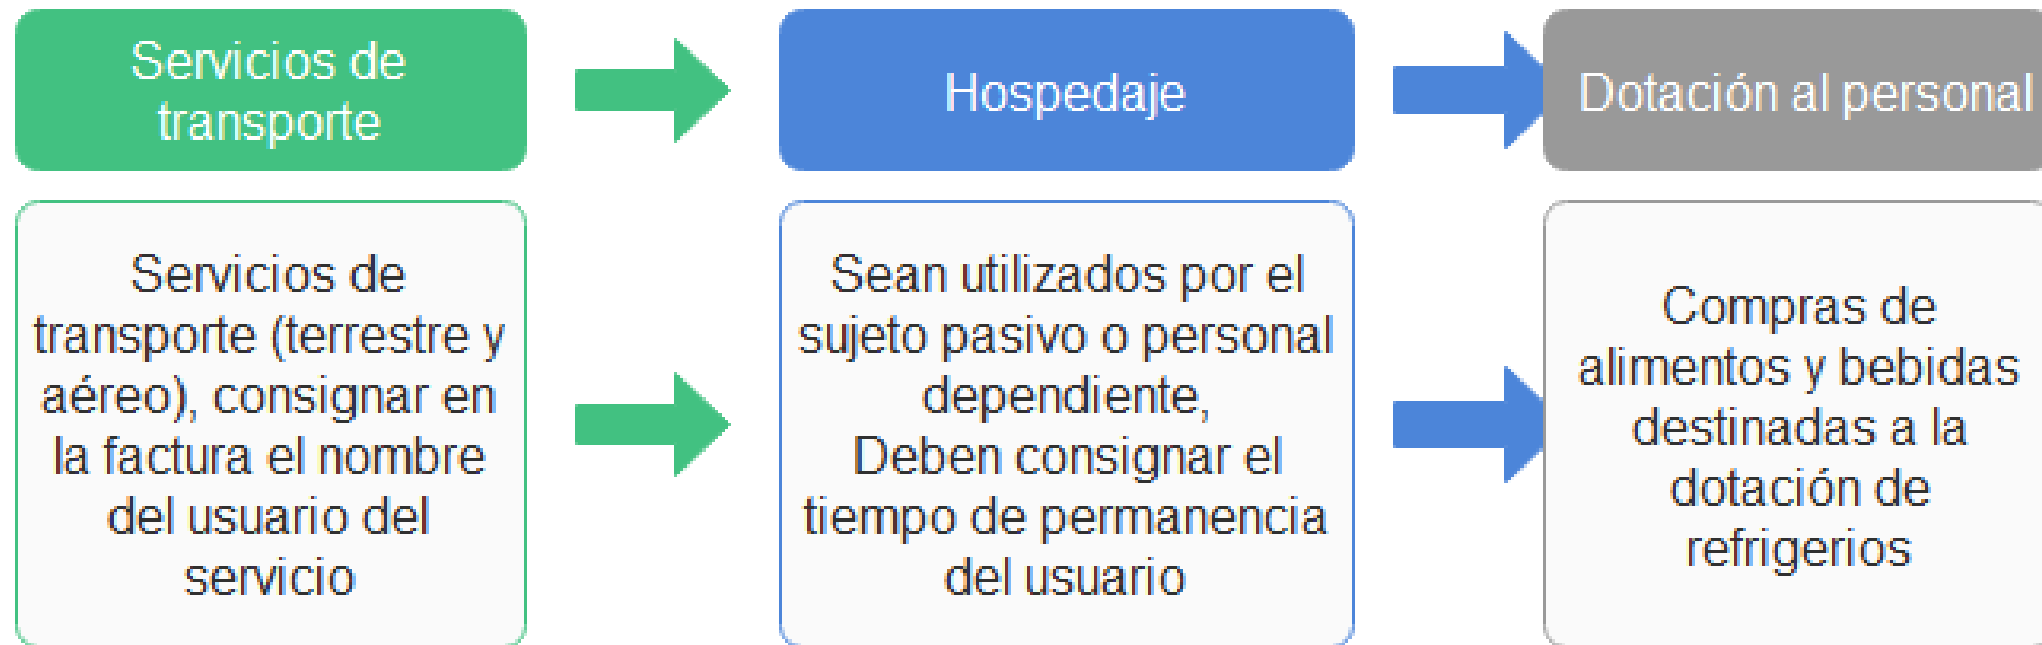 Servicios de
transporte
Hospedaje
Dotación al personal
Servicios de
transporte (terrestre y
aéreo), consignar en
la factura el nombre
del usuario del
servicio
Sean utilizados por el
sujeto pasivo o personal
dependiente,
Deben consignar el
tiempo de permanencia
del usuario
Compras de
alimentos y bebidas
destinadas a la
dotación de
refrigerios